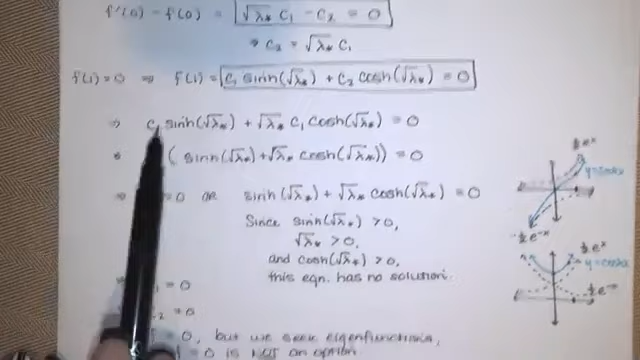 f'(0) - f(0) = √λ* c₁ - c₂ = 0
⇒ c₂ = √λ* c₁
f(1)=0 ⇒ f(1) = c₁ sinh(√λ*) + c₂ cosh(√λ*) = 0
⇒ c₁ sinh(√λ*) + √λ* c₁ cosh(√λ*) = 0
( sinh(√λ*) + √λ* cosh(√λ*)) = 0
= 0 or sinh(√λ*) + √λ* cosh(√λ*) = 0
Since sinh(√λ*) > 0,
√λ* > 0,
and cosh(√λ*) > 0,
this eqn. has no solution.
= 0
= 0
= 0, but we seek eigenfunctions,
= 0 is NOT an option.
½eˣ
y=sinhx
-½e⁻ˣ
½eˣ
y=coshx
½e⁻ˣ